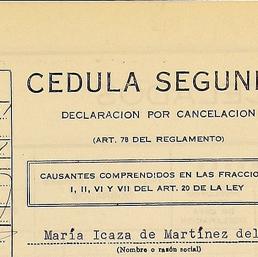 CEDULA SEGUN
DECLARACION POR CANCELACION
(ART. 78 DEL REGLAMENTO)
CAUSANTES COMPRENDIDOS EN LAS FRACCIO
I, II, VI Y VII DEL ART. 20 DE LA LEY
María Icaza de Martínez del
(Nombre o razón social)